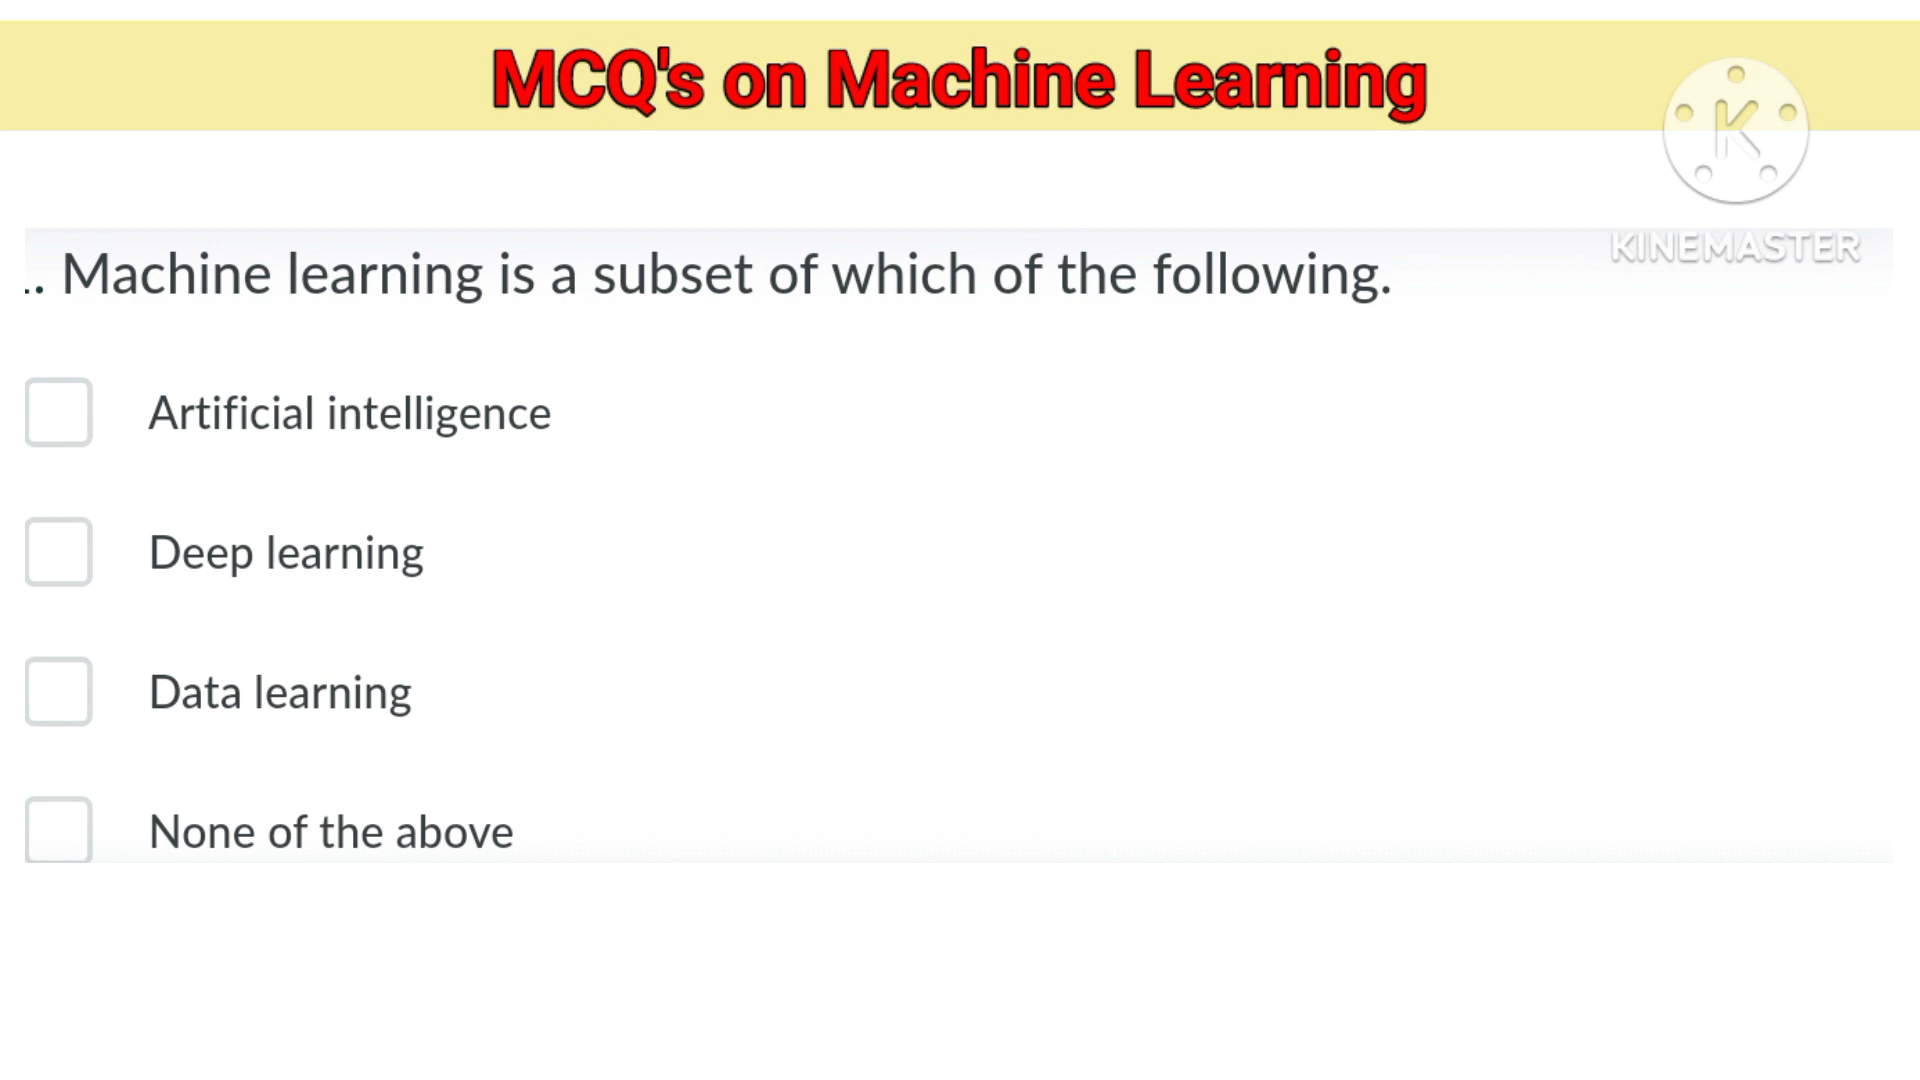 MCQ's on Machine Learning
K
KINEMASTER
.. Machine learning is a subset of which of the following.
Artificial intelligence
Deep learning
Data learning
None of the above